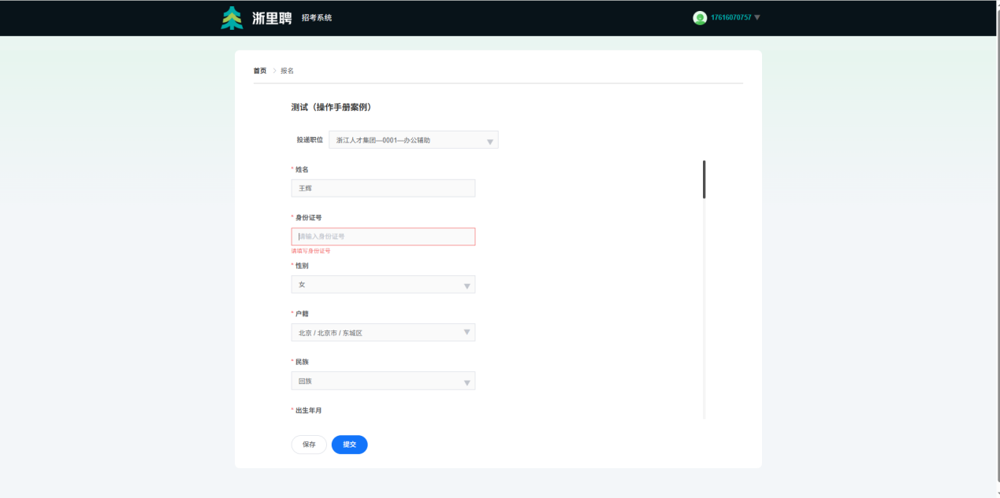 浙里聘 招考系统 17616070757
首页 > 报名
测试（操作手册案例）
投递职位 浙江人才集团—0001—办公辅助
* 姓名
王辉
* 身份证号
请输入身份证号
请填写身份证号
* 性别
女
* 户籍
北京 / 北京市 / 东城区
* 民族
回族
* 出生年月
保存 提交